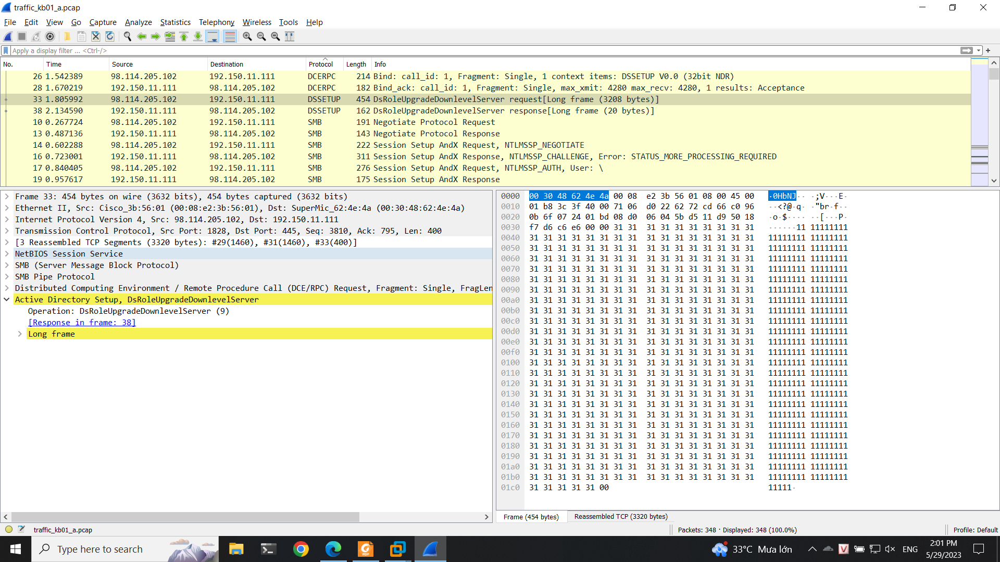 traffic_kb01_a.pcap
File Edit View Go Capture Analyze Statistics Telephony Wireless Tools Help
Apply a display filter ... <Ctrl-/>
No. Time Source Destination Protocol Length Info
26 1.542389 98.114.205.102 192.150.11.111 DCERPC 214 Bind: call_id: 1, Fragment: Single, 1 context items: DSSETUP V0.0 (32bit NDR)
28 1.670219 192.150.11.111 98.114.205.102 DCERPC 182 Bind_ack: call_id: 1, Fragment: Single, max_xmit: 4280 max_recv: 4280, 1 results: Acceptance
33 1.805992 98.114.205.102 192.150.11.111 DSSETUP 454 DsRoleUpgradeDownlevelServer request[Long frame (3208 bytes)]
38 2.134590 192.150.11.111 98.114.205.102 DSSETUP 162 DsRoleUpgradeDownlevelServer response[Long frame (20 bytes)]
10 0.267724 98.114.205.102 192.150.11.111 SMB 191 Negotiate Protocol Request
13 0.487136 192.150.11.111 98.114.205.102 SMB 143 Negotiate Protocol Response
14 0.602288 98.114.205.102 192.150.11.111 SMB 222 Session Setup AndX Request, NTLMSSP_NEGOTIATE
16 0.723001 192.150.11.111 98.114.205.102 SMB 311 Session Setup AndX Response, NTLMSSP_CHALLENGE, Error: STATUS_MORE_PROCESSING_REQUIRED
17 0.840405 98.114.205.102 192.150.11.111 SMB 276 Session Setup AndX Request, NTLMSSP_AUTH, User: \
19 0.957617 192.150.11.111 98.114.205.102 SMB 175 Session Setup AndX Response
Frame 33: 454 bytes on wire (3632 bits), 454 bytes captured (3632 bits)
Ethernet II, Src: Cisco_3b:56:01 (00:08:e2:3b:56:01), Dst: SuperMic_62:4e:4a (00:30:48:62:4e:4a)
Internet Protocol Version 4, Src: 98.114.205.102, Dst: 192.150.11.111
Transmission Control Protocol, Src Port: 1828, Dst Port: 445, Seq: 3810, Ack: 795, Len: 400
[3 Reassembled TCP Segments (3320 bytes): #29(1460), #31(1460), #33(400)]
NetBIOS Session Service
SMB (Server Message Block Protocol)
SMB Pipe Protocol
Distributed Computing Environment / Remote Procedure Call (DCE/RPC) Request, Fragment: Single, FragLen
Active Directory Setup, DsRoleUpgradeDownlevelServer
Operation: DsRoleUpgradeDownlevelServer (9)
[Response in frame: 38]
Long frame
0000 00 30 48 62 4e 4a 00 08 e2 3b 56 01 08 00 45 00 ·0HbNJ·· ·;V···E·
0010 01 b8 3c 3f 40 00 71 06 d0 22 62 72 cd 66 c0 96 ··<?@·q· ·"br·f··
0020 0b 6f 07 24 01 bd 08 d0 06 04 5b d5 11 d9 50 18 ·o·$···· ··[···P·
0030 f7 d6 c6 e6 00 00 31 31 31 31 31 31 31 31 31 31 ······11 11111111
0040 31 31 31 31 31 31 31 31 31 31 31 31 31 31 31 31 11111111 11111111
0050 31 31 31 31 31 31 31 31 31 31 31 31 31 31 31 31 11111111 11111111
0060 31 31 31 31 31 31 31 31 31 31 31 31 31 31 31 31 11111111 11111111
0070 31 31 31 31 31 31 31 31 31 31 31 31 31 31 31 31 11111111 11111111
0080 31 31 31 31 31 31 31 31 31 31 31 31 31 31 31 31 11111111 11111111
0090 31 31 31 31 31 31 31 31 31 31 31 31 31 31 31 31 11111111 11111111
00a0 31 31 31 31 31 31 31 31 31 31 31 31 31 31 31 31 11111111 11111111
00b0 31 31 31 31 31 31 31 31 31 31 31 31 31 31 31 31 11111111 11111111
00c0 31 31 31 31 31 31 31 31 31 31 31 31 31 31 31 31 11111111 11111111
00d0 31 31 31 31 31 31 31 31 31 31 31 31 31 31 31 31 11111111 11111111
00e0 31 31 31 31 31 31 31 31 31 31 31 31 31 31 31 31 11111111 11111111
00f0 31 31 31 31 31 31 31 31 31 31 31 31 31 31 31 31 11111111 11111111
0100 31 31 31 31 31 31 31 31 31 31 31 31 31 31 31 31 11111111 11111111
0110 31 31 31 31 31 31 31 31 31 31 31 31 31 31 31 31 11111111 11111111
0120 31 31 31 31 31 31 31 31 31 31 31 31 31 31 31 31 11111111 11111111
0130 31 31 31 31 31 31 31 31 31 31 31 31 31 31 31 31 11111111 11111111
0140 31 31 31 31 31 31 31 31 31 31 31 31 31 31 31 31 11111111 11111111
0150 31 31 31 31 31 31 31 31 31 31 31 31 31 31 31 31 11111111 11111111
0160 31 31 31 31 31 31 31 31 31 31 31 31 31 31 31 31 11111111 11111111
0170 31 31 31 31 31 31 31 31 31 31 31 31 31 31 31 31 11111111 11111111
0180 31 31 31 31 31 31 31 31 31 31 31 31 31 31 31 31 11111111 11111111
0190 31 31 31 31 31 31 31 31 31 31 31 31 31 31 31 31 11111111 11111111
01a0 31 31 31 31 31 31 31 31 31 31 31 31 31 31 31 31 11111111 11111111
01b0 31 31 31 31 31 31 31 31 31 31 31 31 31 31 31 31 11111111 11111111
01c0 31 31 31 31 31 00 11111·
Frame (454 bytes) Reassembled TCP (3320 bytes)
traffic_kb01_a.pcap Packets: 348 · Displayed: 348 (100.0%) Profile: Default
Type here to search 33°C Mưa lớn ENG 2:01 PM
5/29/2023